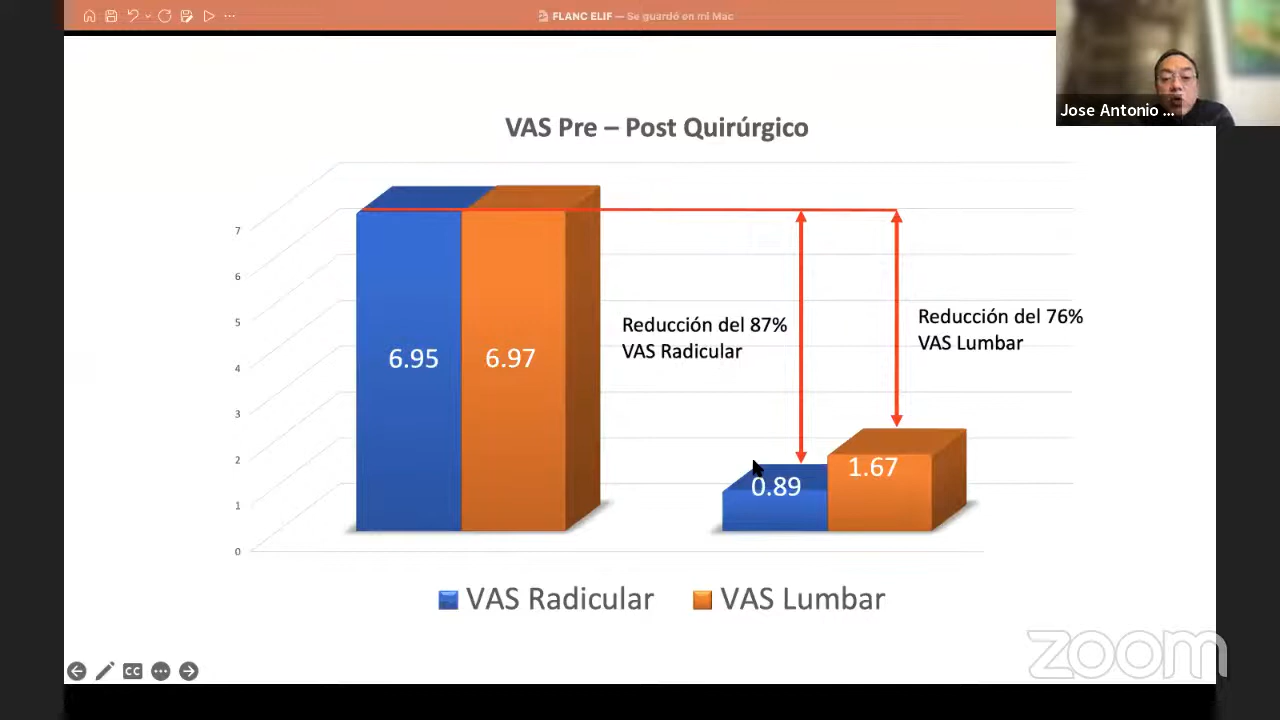 FLANC ELIF — Se guardó en mi Mac
Jose Antonio ...
VAS Pre – Post Quirúrgico
7
6
5
4
3
2
1
0
6.95
6.97
Reducción del 87%
VAS Radicular
Reducción del 76%
VAS Lumbar
0.89
1.67
VAS Radicular
VAS Lumbar
CC
zoom